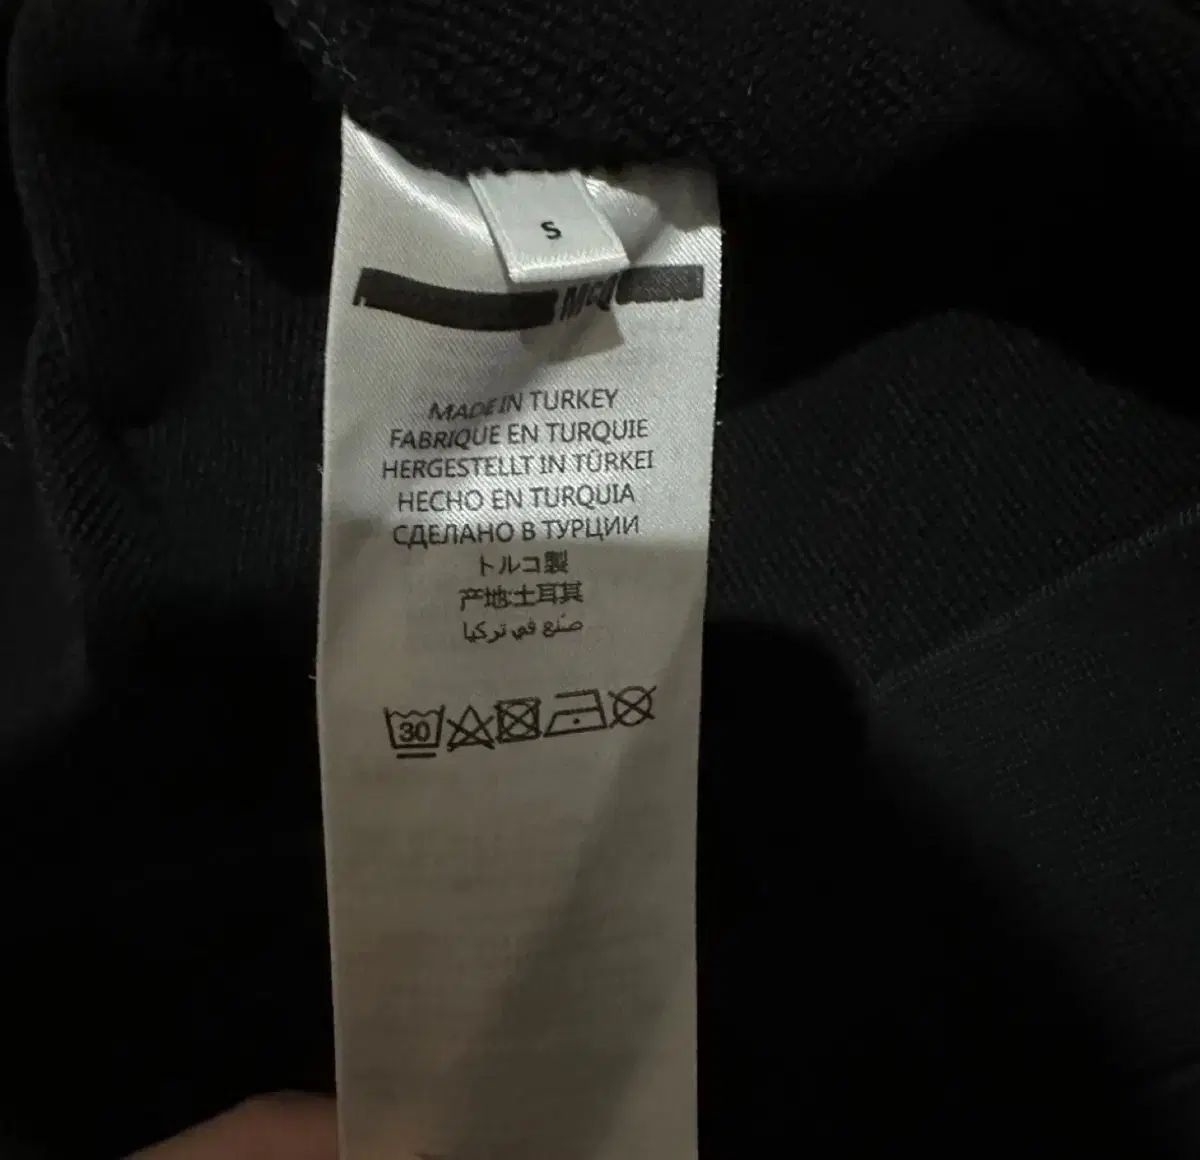 S
McQ
MADE IN TURKEY
FABRIQUE EN TURQUIE
HERGESTELLT IN TÜRKEI
HECHO EN TURQUIA
СДЕЛАНО В ТУРЦИИ
トルコ製
产地:土耳其
صنع في تركيا
30